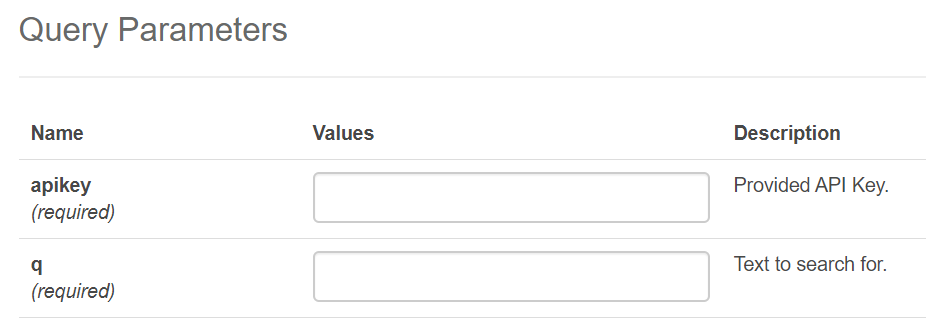 Query Parameters
Name Values Description
apikey Provided API Key.
(required)
q Text to search for.
(required)